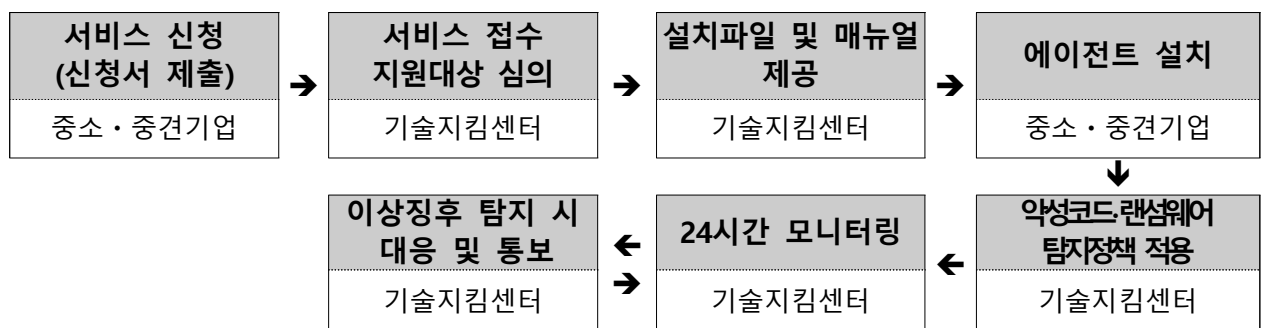 서비스 신청
(신청서 제출)
중소・중견기업
➔
서비스 접수
지원대상 심의
기술지킴센터
➔
설치파일 및 매뉴얼
제공
기술지킴센터
➔
에이전트 설치
중소・중견기업
➔
악성코드·랜섬웨어
탐지정책 적용
기술지킴센터
➔
24시간 모니터링
기술지킴센터
➔
➔
이상징후 탐지 시
대응 및 통보
기술지킴센터